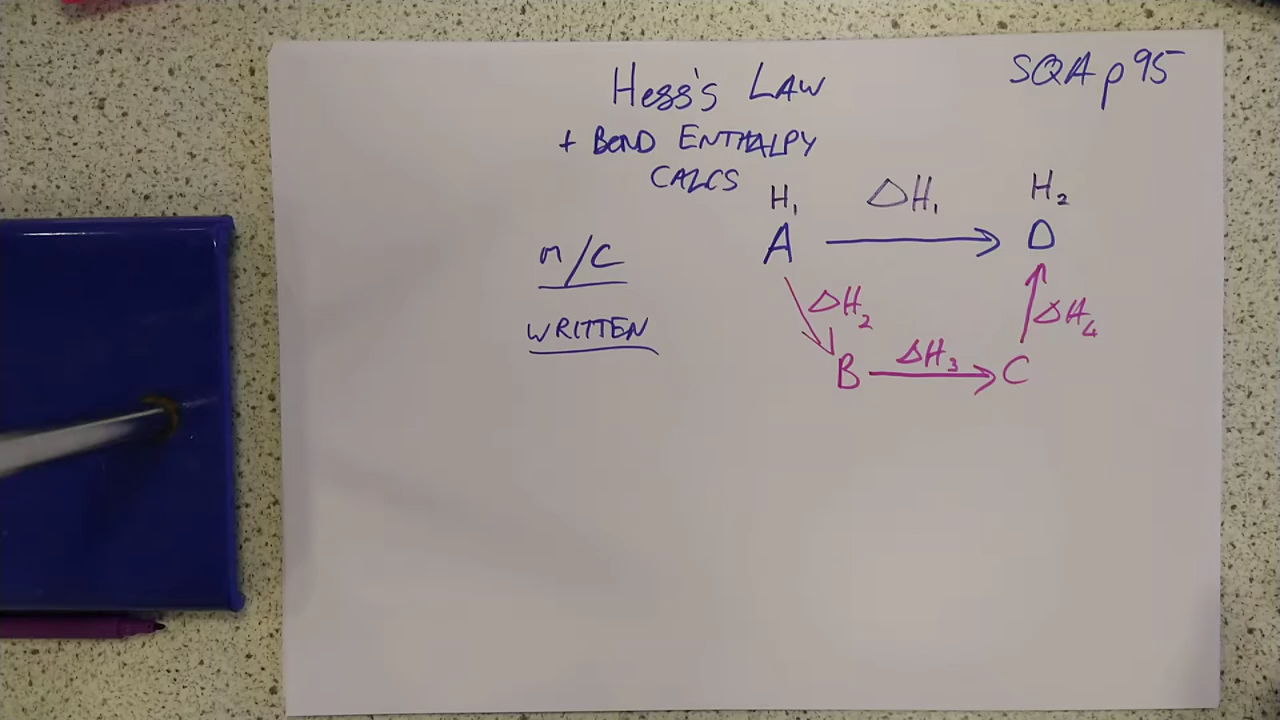 Hess's LAW
SQA p95
+ BOND ENTHALPY
CALCS
H₁ ΔH₁ H₂
A D
m/C
ΔH₂ ΔH₄
WRITTEN
ΔH₃
B C